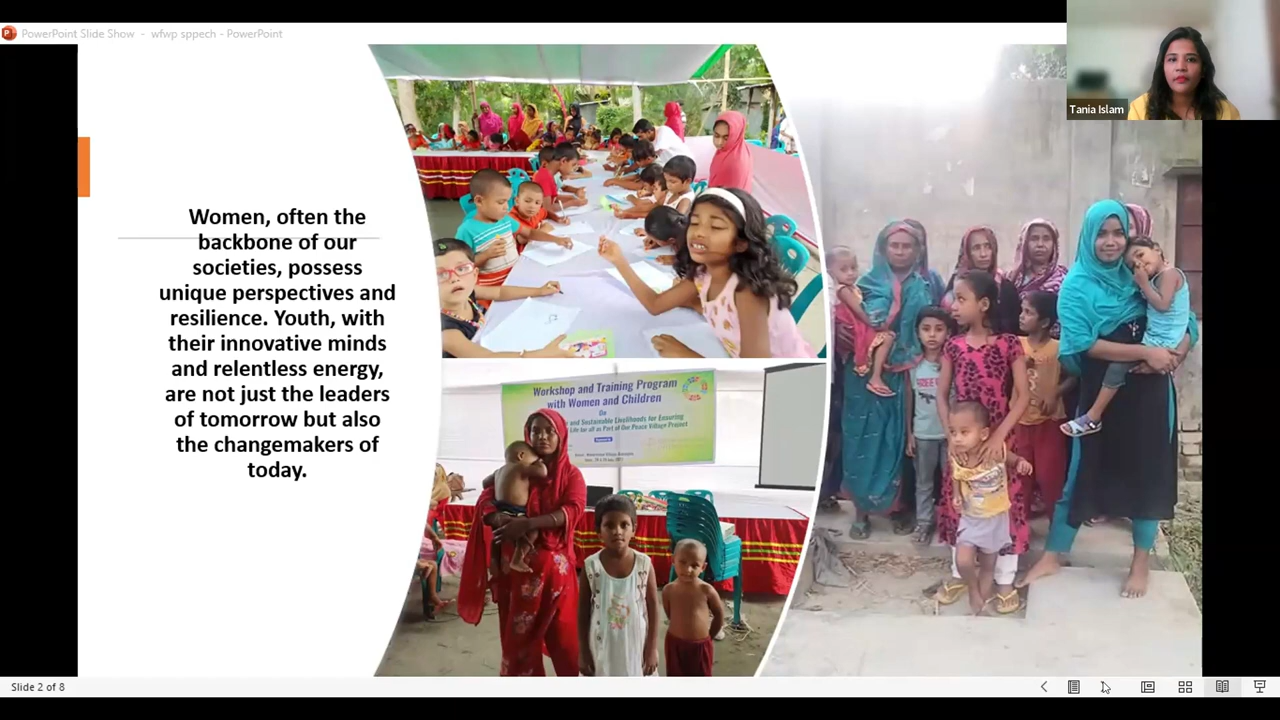 PowerPoint Slide Show - wfwp sppech - PowerPoint
Tania Islam
Women, often the
backbone of our
societies, possess
unique perspectives and
resilience. Youth, with
their innovative minds
and relentless energy,
are not just the leaders
of tomorrow but also
the changemakers of
today.
Workshop and Training Program
with Women and Children
On
and Sustainable Livelihoods for Ensuring
Life for all as Part of Our Peace Village Project
Slide 2 of 8